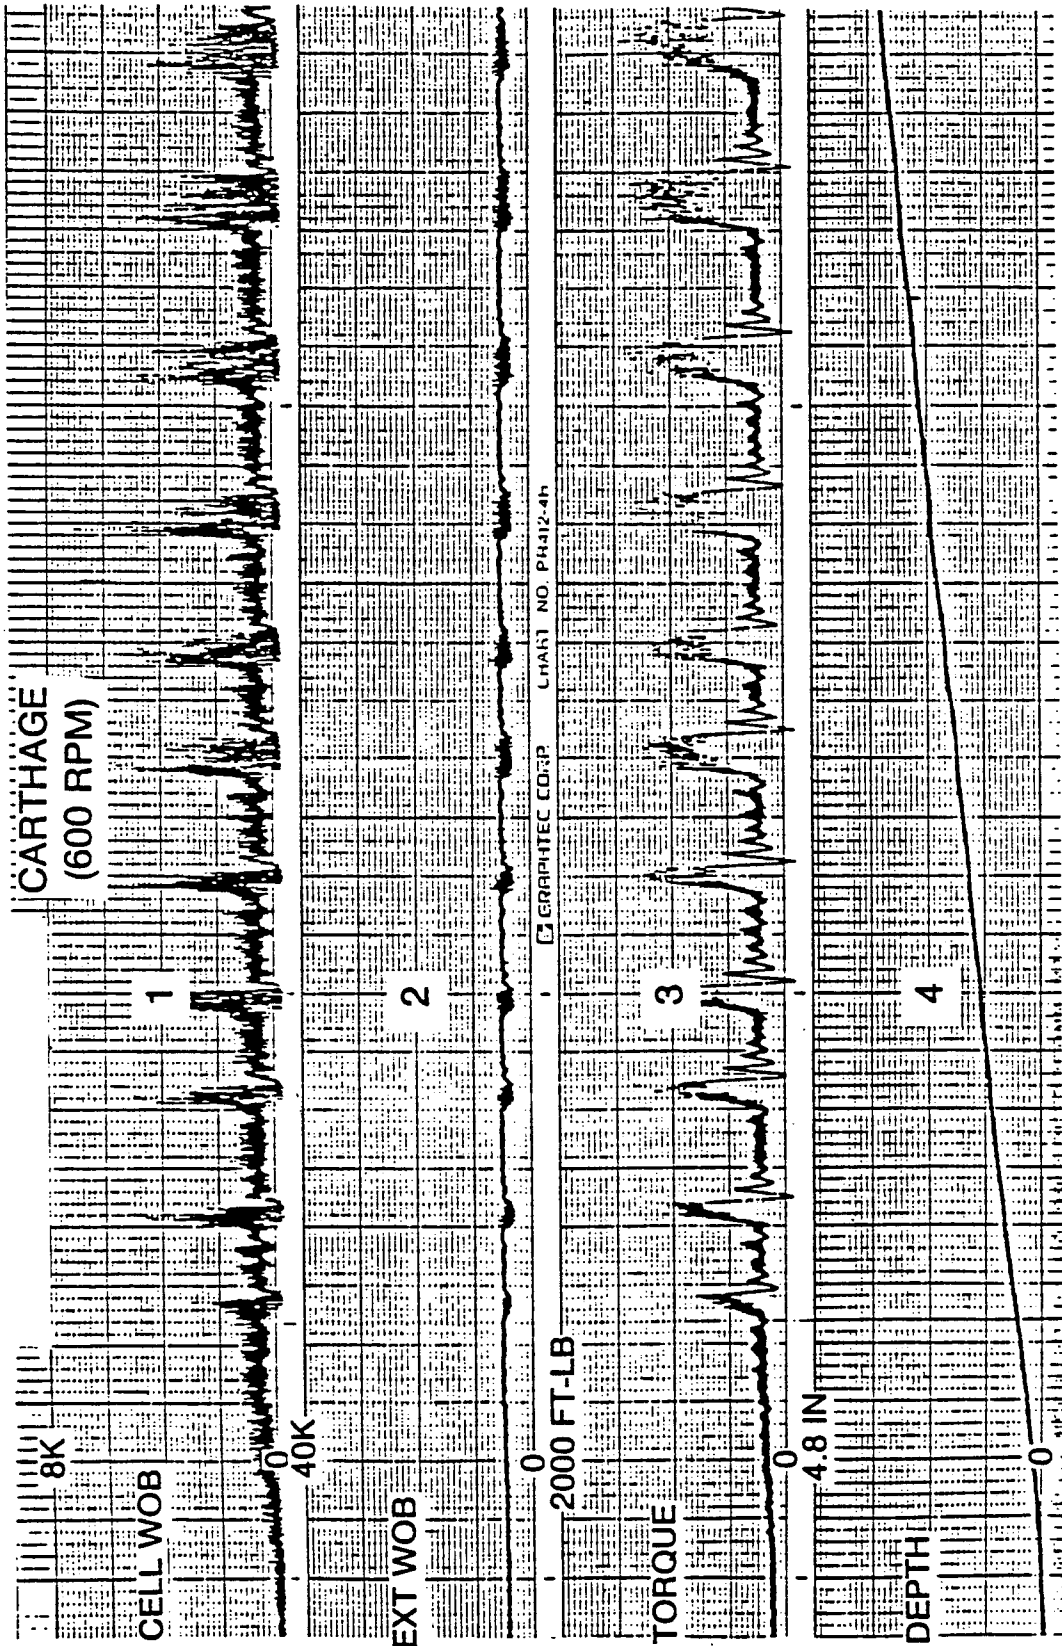 CARTHAGE
(600 RPM)
8K
CELL WOB
0
1
40K
EXT WOB
0
2
GRAPHTEC CORP CHART NO. PH412-4h
2000 FT-LB
TORQUE
0
3
4.8 IN
DEPTH
0
4